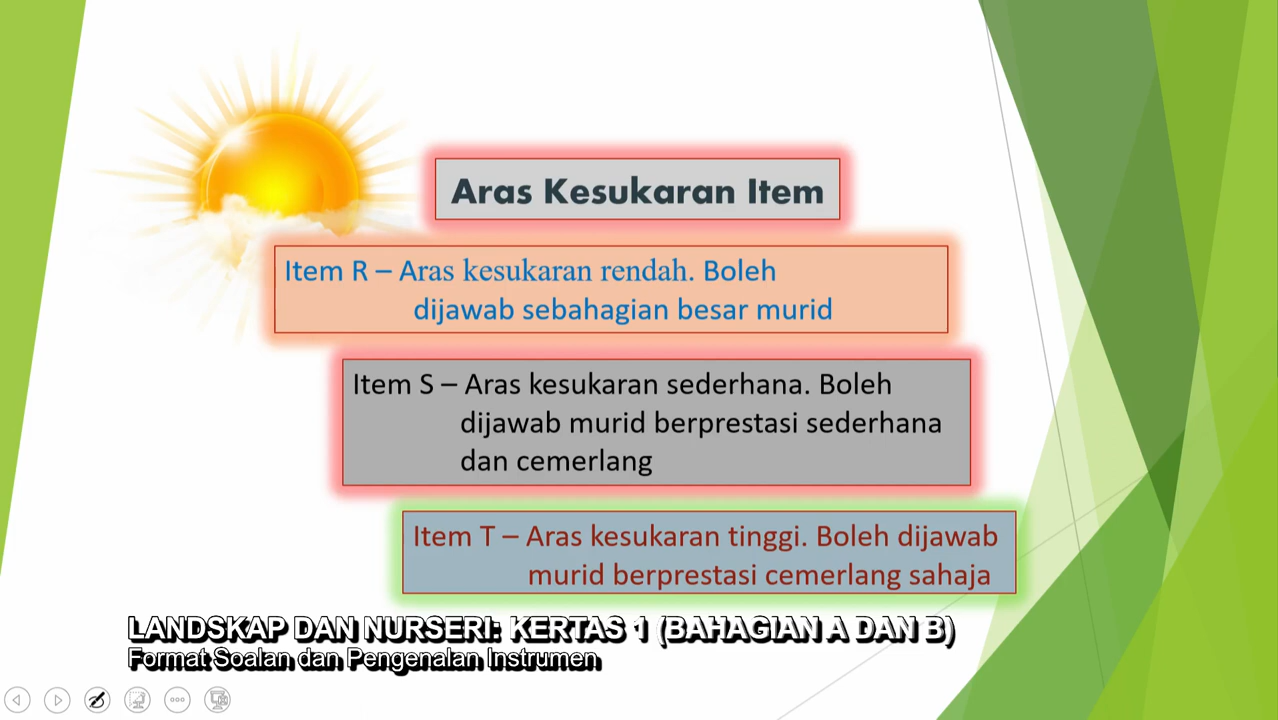 Aras Kesukaran Item
Item R – Aras kesukaran rendah. Boleh
dijawab sebahagian besar murid
Item S – Aras kesukaran sederhana. Boleh
dijawab murid berprestasi sederhana
dan cemerlang
Item T – Aras kesukaran tinggi. Boleh dijawab
murid berprestasi cemerlang sahaja
LANDSKAP DAN NURSERI: KERTAS 1 (BAHAGIAN A DAN B)
Format Soalan dan Pengenalan Instrumen